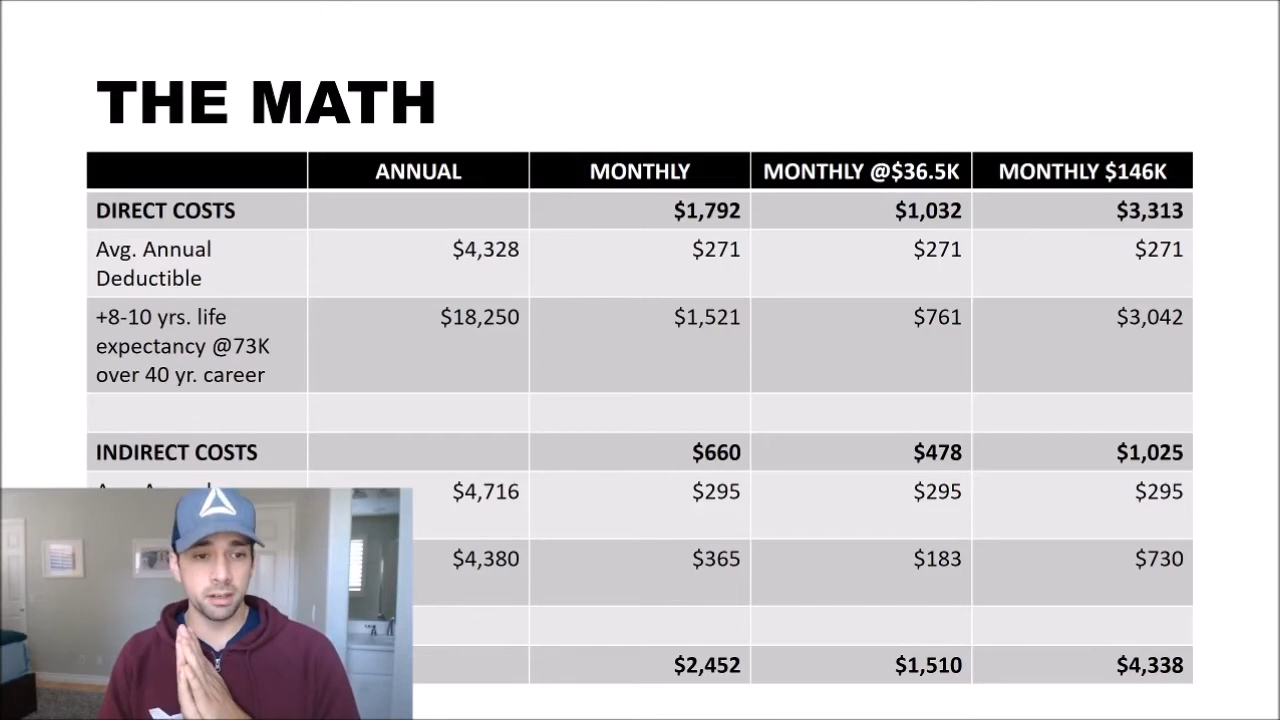 THE MATH
ANNUAL MONTHLY MONTHLY @$36.5K MONTHLY $146K
DIRECT COSTS $1,792 $1,032 $3,313
Avg. Annual $4,328 $271 $271 $271
Deductible
+8-10 yrs. life $18,250 $1,521 $761 $3,042
expectancy @73K
over 40 yr. career
INDIRECT COSTS $660 $478 $1,025
$4,716 $295 $295 $295
$4,380 $365 $183 $730
$2,452 $1,510 $4,338